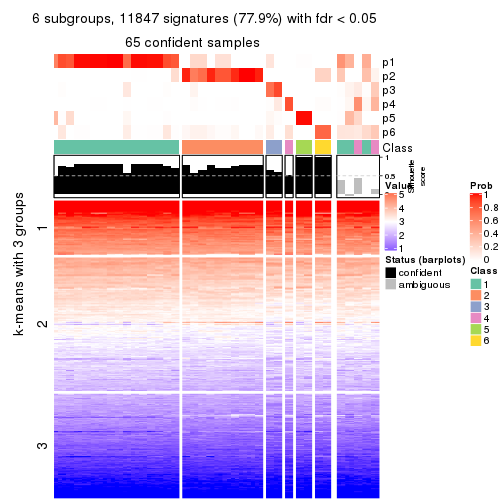 6 subgroups, 11847 signatures (77.9%) with fdr < 0.05
65 confident samples
p1
p2
p3
p4
p5
p6
Class
1
0.5
0
Silhouette
score
k-means with 3 groups
1
2
3
Value
5
4
3
2
1
Status (barplots)
confident
ambiguous
Prob
1
0.8
0.6
0.4
0.2
0
Class
1
2
3
4
5
6